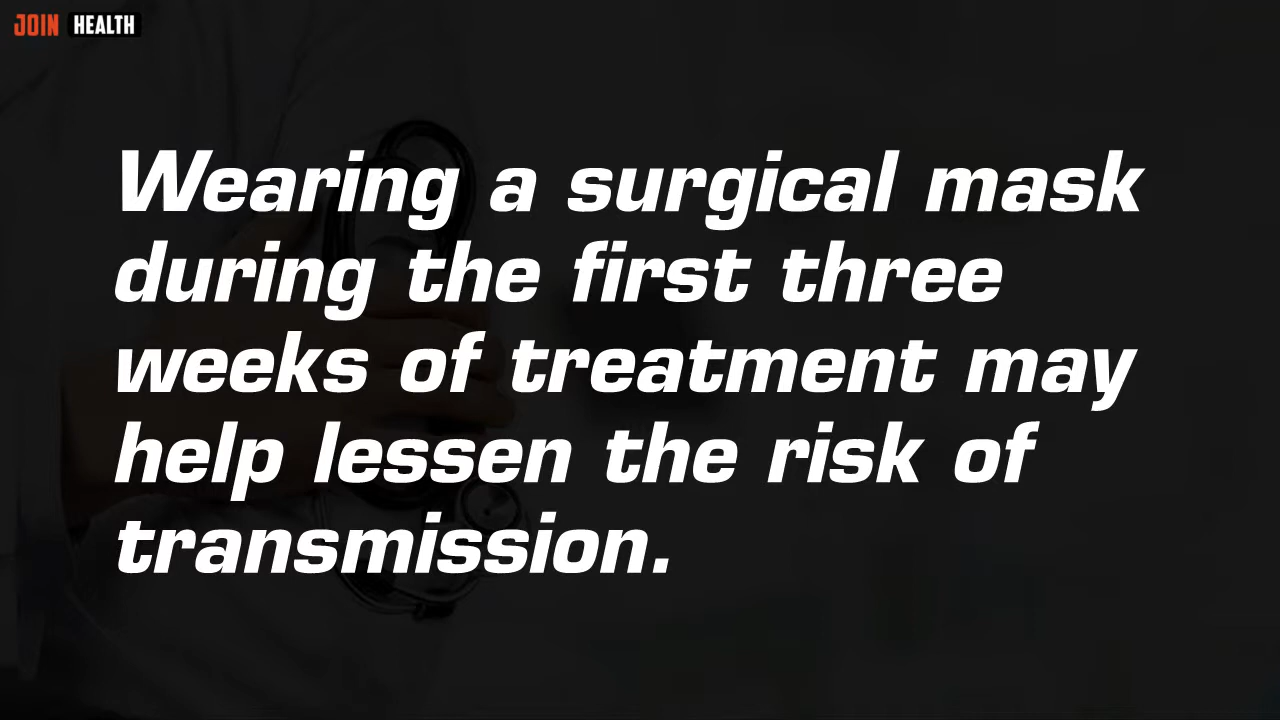 JOIN HEALTH
Wearing a surgical mask
during the first three
weeks of treatment may
help lessen the risk of
transmission.